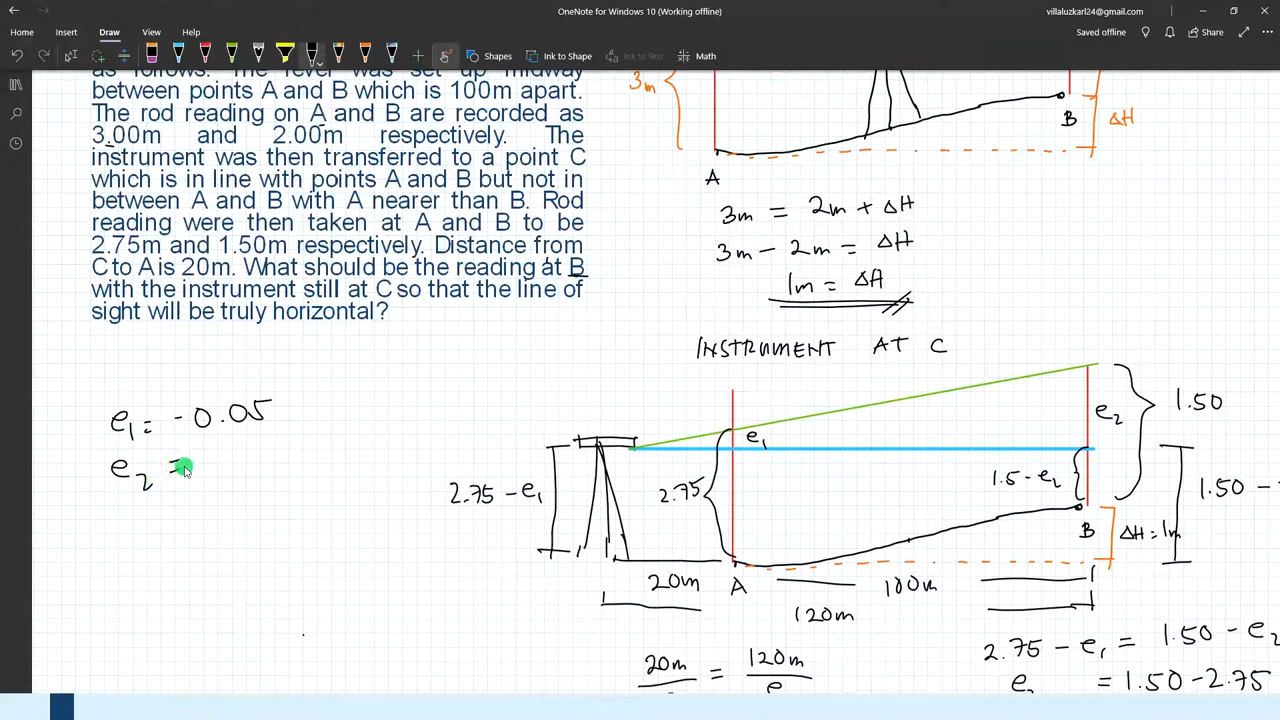 OneNote for Windows 10 (Working offline)
villaluzkarl24@gmail.com
Home Insert Draw View Help
Saved offline Share
Shapes Ink to Shape Ink to Text Math
between points A and B which is 100m apart.
The rod reading on A and B are recorded as
3.00m and 2.00m respectively. The
instrument was then transferred to a point C
which is in line with points A and B but not in
between A and B with A nearer than B. Rod
reading were then taken at A and B to be
2.75m and 1.50m respectively. Distance from
C to A is 20m. What should be the reading at B
with the instrument still at C so that the line of
sight will be truly horizontal?
3m
B
ΔH
A
3m = 2m + ΔH
3m - 2m = ΔH
1m = ΔH
INSTRUMENT AT C
e1 = -0.05
e2 =
e1
e2
1.50
2.75 - e1
2.75
1.5 - e2
1.50 -
B
ΔH = 1m
20m
A
100m
120m
20m = 120m
e
2.75 - e1 = 1.50 - e2
= 1.50 - 2.75